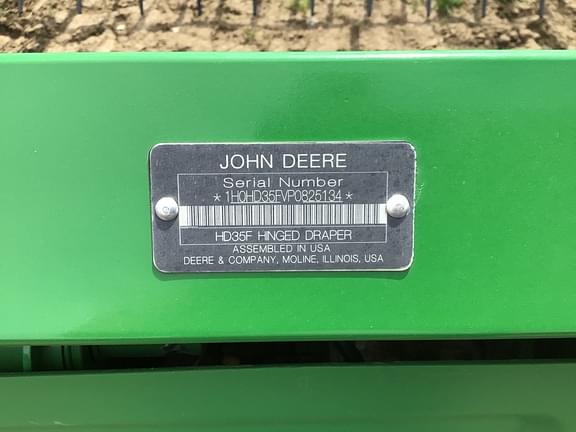 JOHN DEERE
Serial Number
*1H0HD35FVP0825134*
HD35F HINGED DRAPER
ASSEMBLED IN USA
DEERE & COMPANY, MOLINE, ILLINOIS, USA